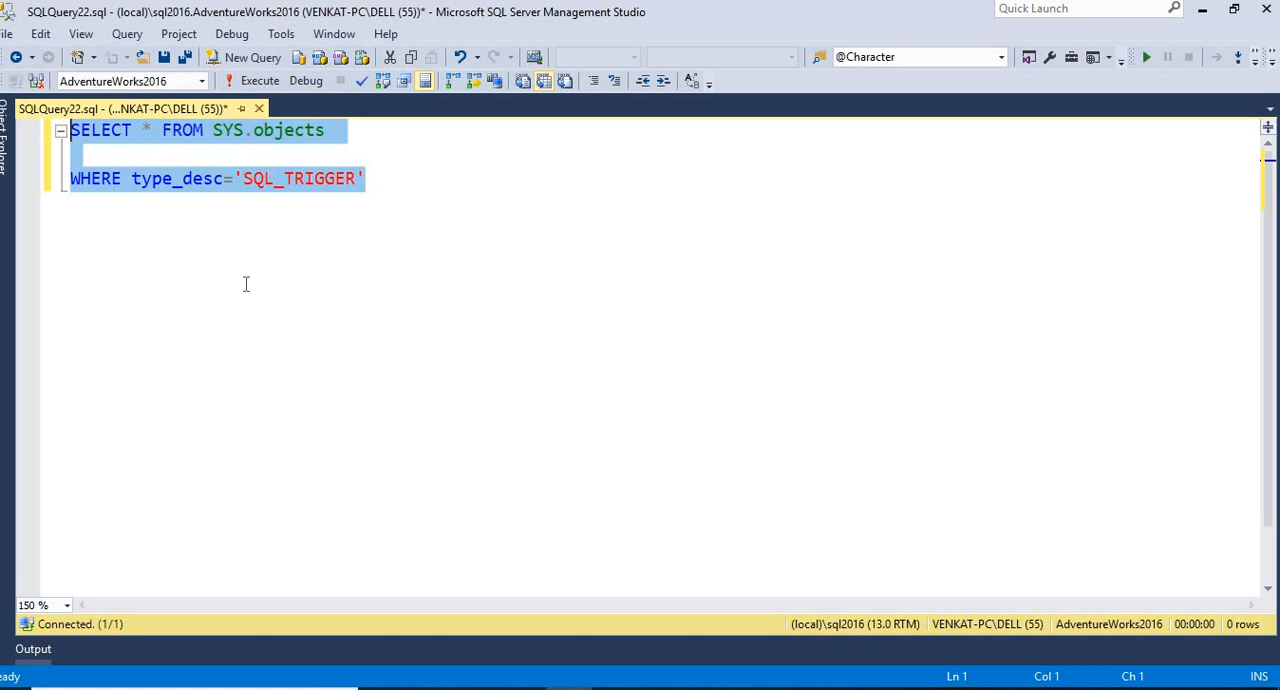 SQLQuery22.sql - (local)\sql2016.AdventureWorks2016 (VENKAT-PC\DELL (55))* - Microsoft SQL Server Management Studio
Quick Launch
File Edit View Query Project Debug Tools Window Help
New Query @Character
AdventureWorks2016 Execute Debug
SQLQuery22.sql - (...NKAT-PC\DELL (55))*
Object Explorer
SELECT * FROM SYS.objects
WHERE type_desc='SQL_TRIGGER'
150 %
Connected. (1/1) (local)\sql2016 (13.0 RTM) VENKAT-PC\DELL (55) AdventureWorks2016 00:00:00 0 rows
Output
eady Ln 1 Col 1 Ch 1 INS